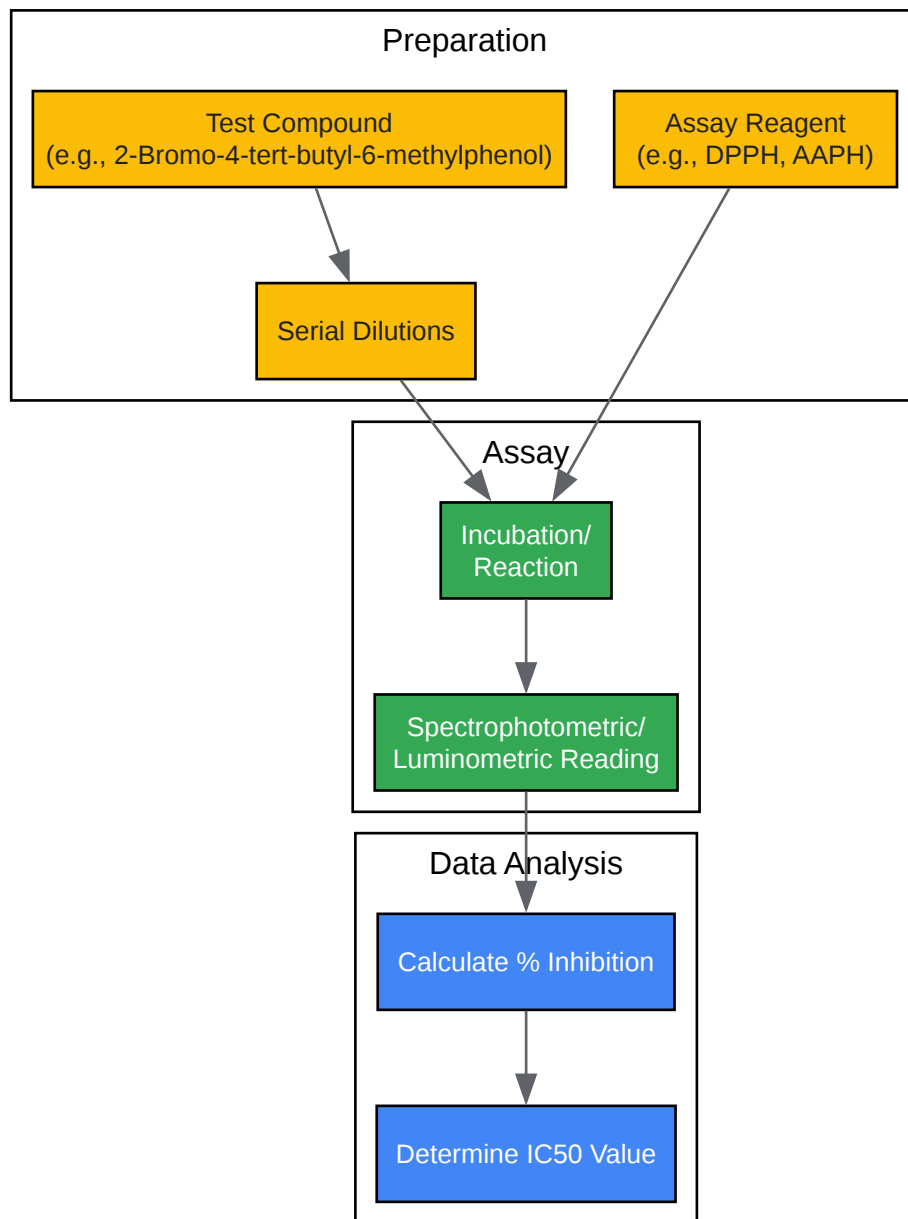 Preparation
Test Compound
(e.g., 2-Bromo-4-tert-butyl-6-methylphenol)
Assay Reagent
(e.g., DPPH, AAPH)
Serial Dilutions
Assay
Incubation/
Reaction
Spectrophotometric/
Luminometric Reading
Data Analysis
Calculate % Inhibition
Determine IC50 Value